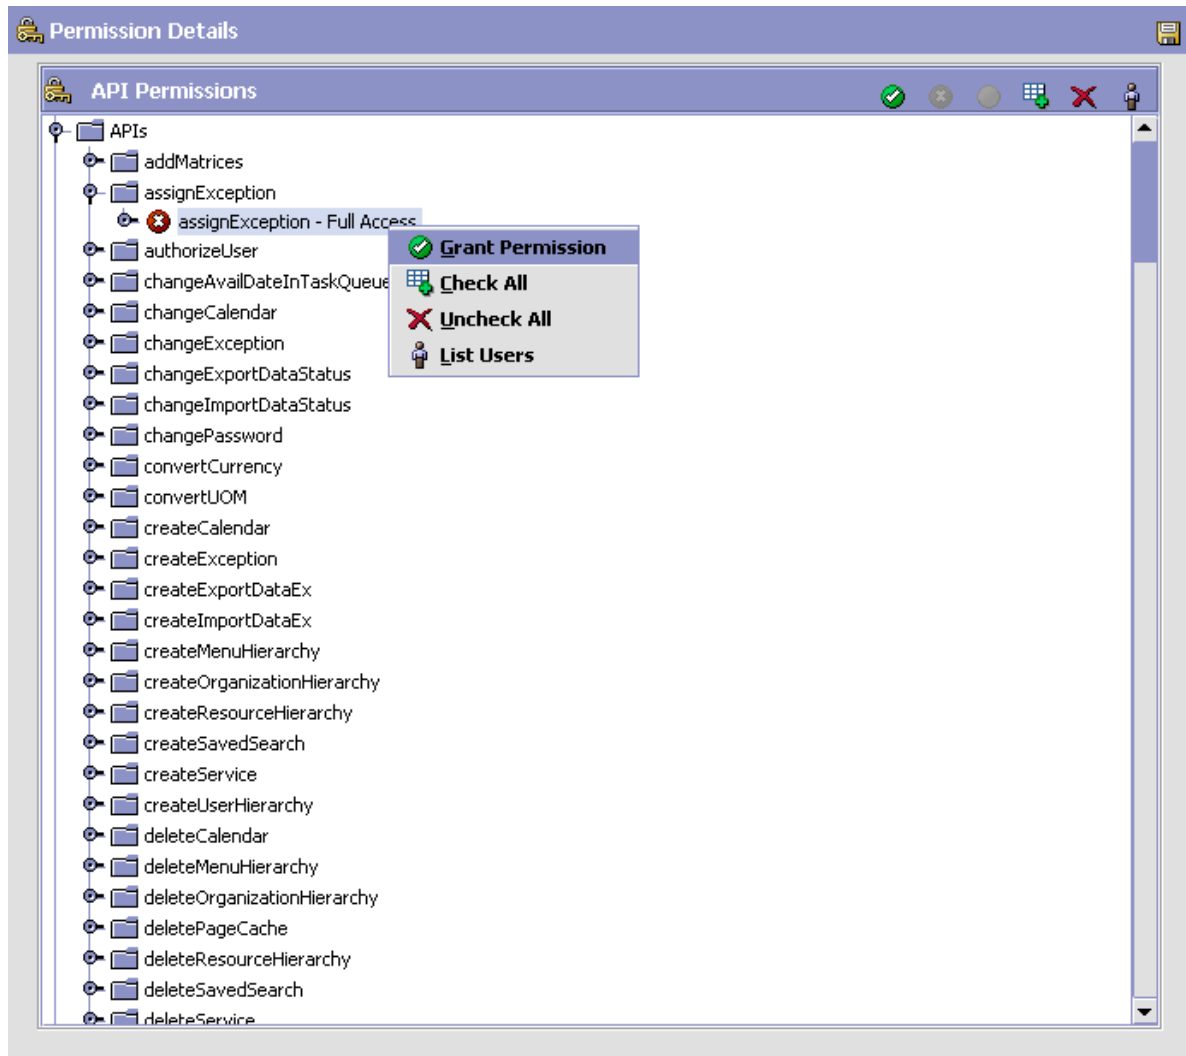 Permission Details
API Permissions
APIs
addMatrices
assignException
assignException - Full Access
authorizeUser
changeAvailDateInTaskQueue
changeCalendar
changeException
changeExportDataStatus
changeImportDataStatus
changePassword
convertCurrency
convertUOM
createCalendar
createException
createExportDataEx
createImportDataEx
createMenuHierarchy
createOrganizationHierarchy
createResourceHierarchy
createSavedSearch
createService
createUserHierarchy
deleteCalendar
deleteMenuHierarchy
deleteOrganizationHierarchy
deletePageCache
deleteResourceHierarchy
deleteSavedSearch
deleteService
Grant Permission
Check All
Uncheck All
List Users